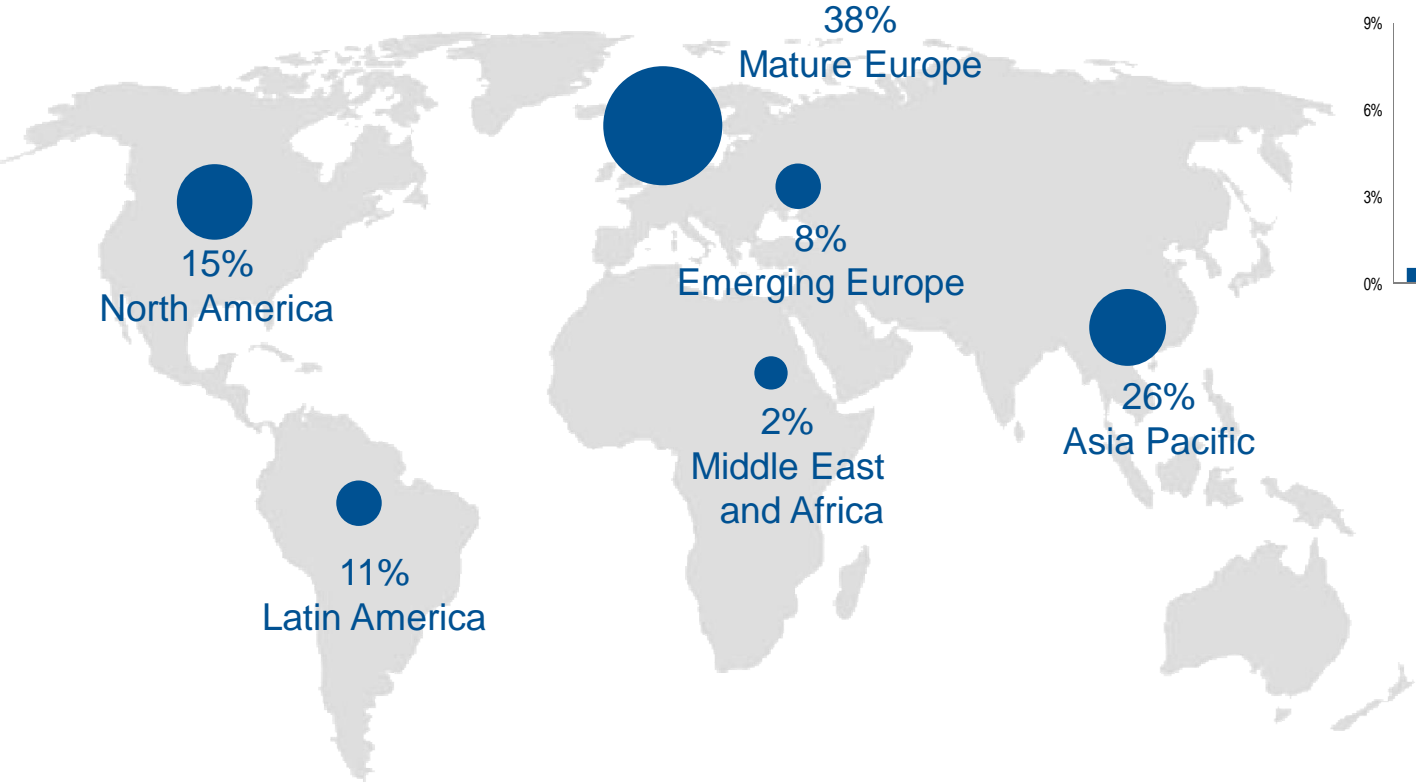 38%
Mature Europe
15%
North America
8%
Emerging Europe
26%
Asia Pacific
2%
Middle East
and Africa
11%
Latin America
9%
6%
3%
0%